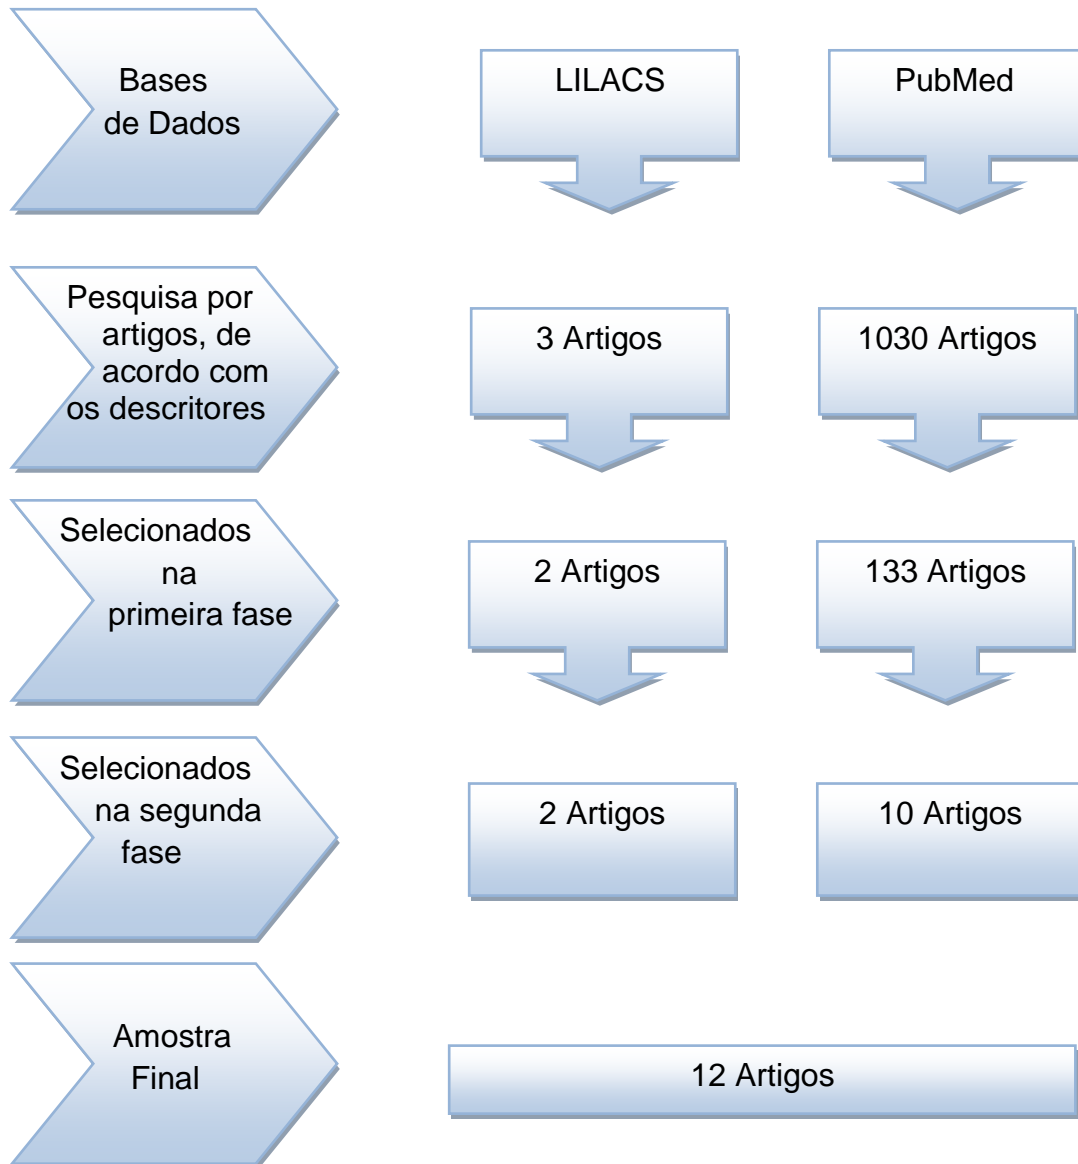 Bases
de Dados
LILACS
PubMed
Pesquisa por
artigos, de
acordo com
os descritores
3 Artigos
1030 Artigos
Selecionados
na
primeira fase
2 Artigos
133 Artigos
Selecionados
na segunda
fase
2 Artigos
10 Artigos
Amostra
Final
12 Artigos